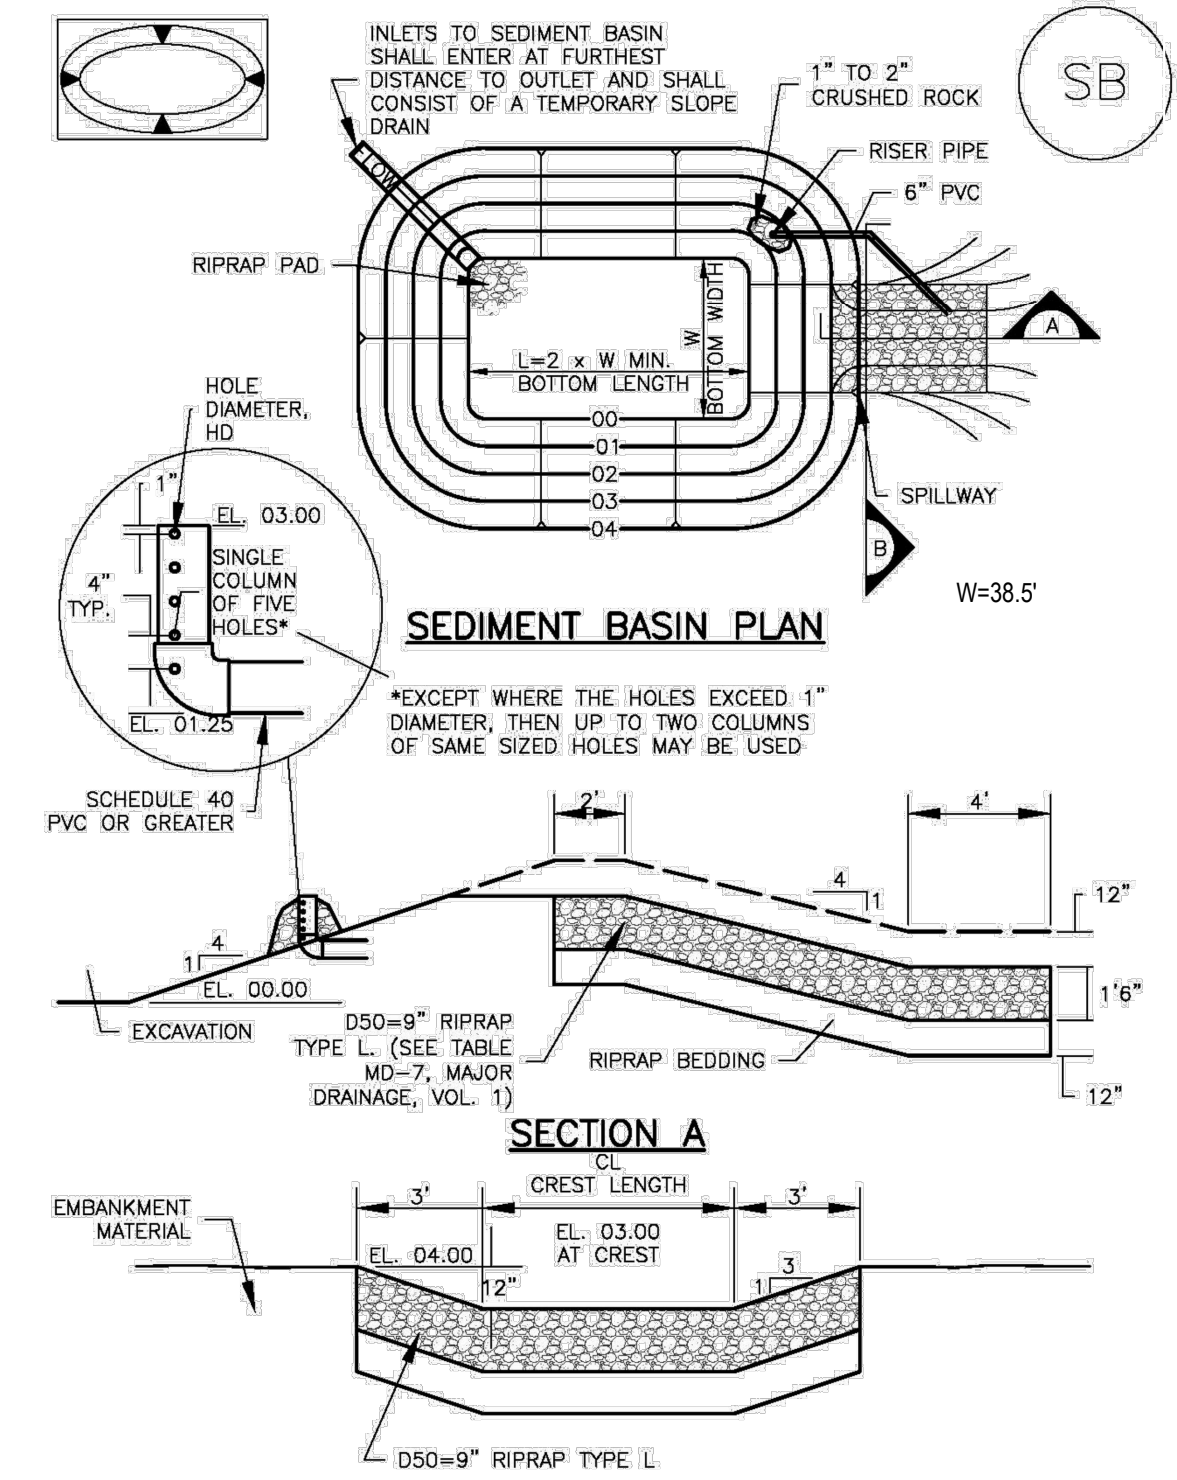 INLETS TO SEDIMENT BASIN
SHALL ENTER AT FURTHEST
DISTANCE TO OUTLET AND SHALL
CONSIST OF A TEMPORARY SLOPE
DRAIN
1" TO 2"
CRUSHED ROCK
SB
RISER PIPE
6" PVC
FLOW
RIPRAP PAD
W
BOTTOM WIDTH
A
L=2 x W MIN.
BOTTOM LENGTH
00
01
02
03
04
SPILLWAY
B
W=38.5'
HOLE
DIAMETER,
HD
1"
EL. 03.00
4"
TYP.
SINGLE
COLUMN
OF FIVE
HOLES*
EL. 01.25
SEDIMENT BASIN PLAN
*EXCEPT WHERE THE HOLES EXCEED 1"
DIAMETER, THEN UP TO TWO COLUMNS
OF SAME SIZED HOLES MAY BE USED
SCHEDULE 40
PVC OR GREATER
2'
4'
4
1
12"
4
1
EL. 00.00
1'6"
EXCAVATION
D50=9" RIPRAP
TYPE L. (SEE TABLE
MD-7, MAJOR
DRAINAGE, VOL. 1)
RIPRAP BEDDING
12"
SECTION A
CL
CREST LENGTH
3'
3'
EMBANKMENT
MATERIAL
EL. 04.00
EL. 03.00
AT CREST
12"
3
1
D50=9" RIPRAP TYPE L